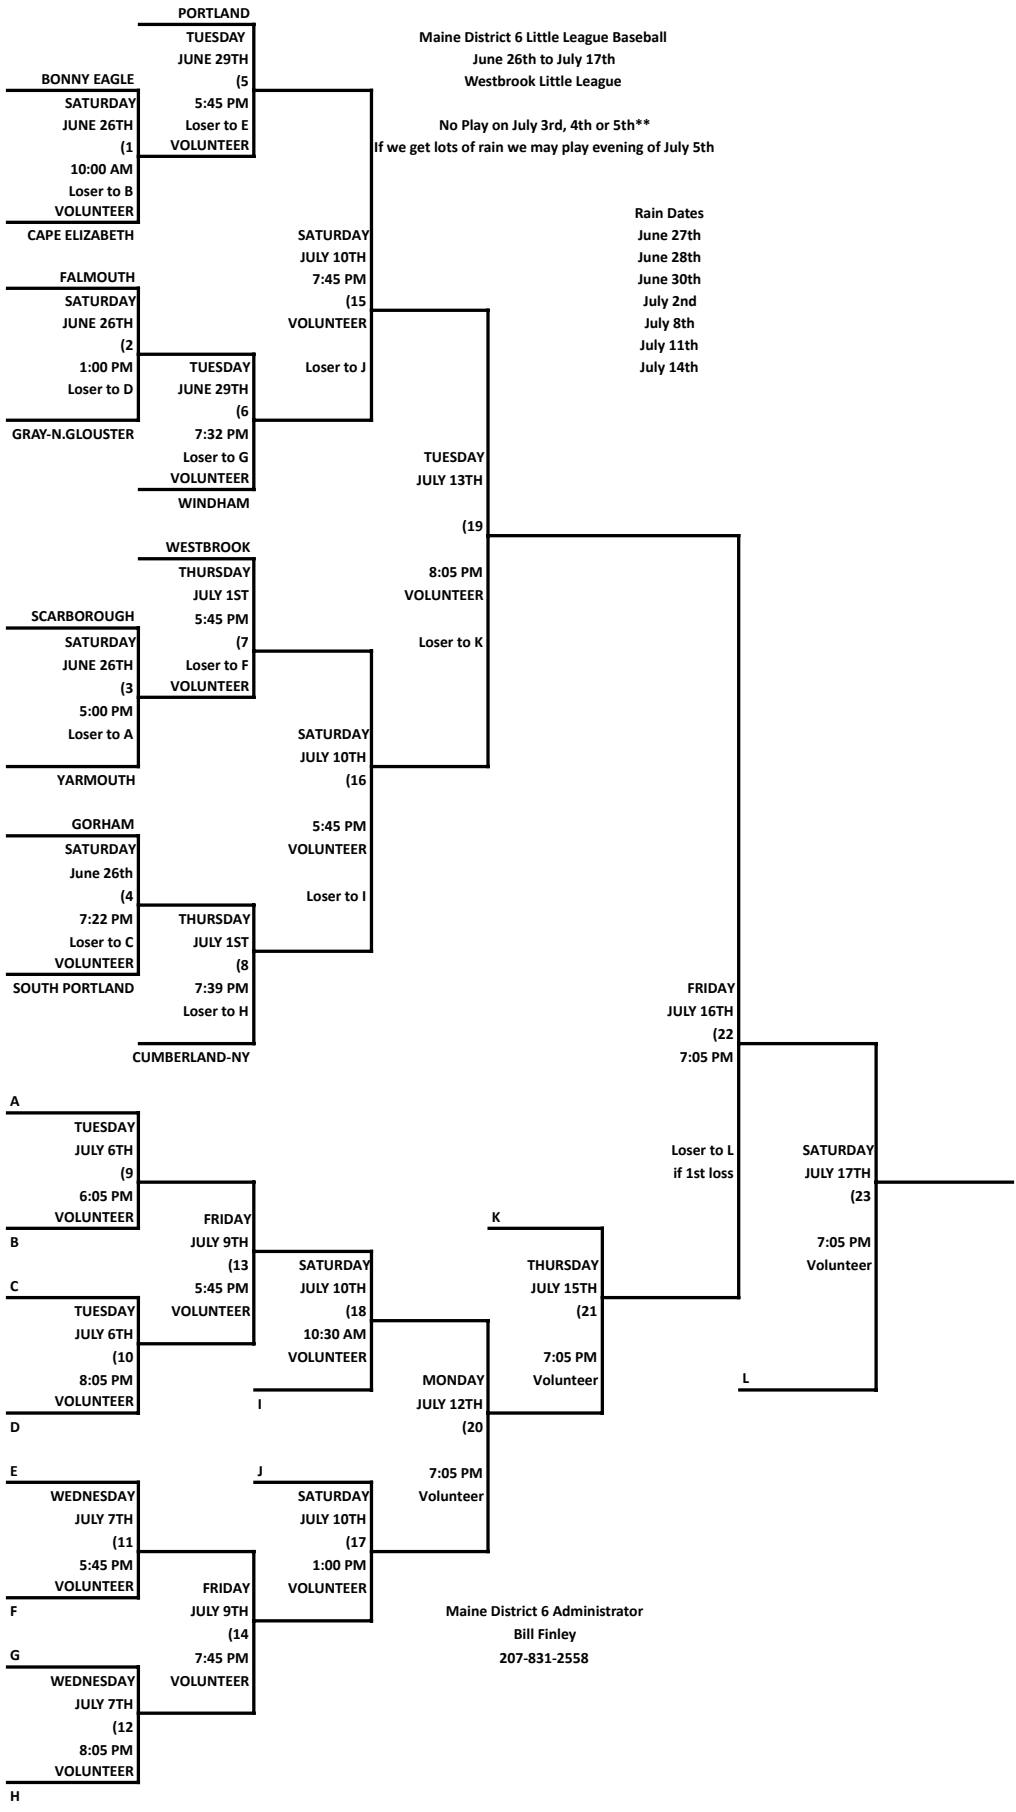 PORTLAND
TUESDAY
JUNE 29TH
(5
5:45 PM
Loser to E
VOLUNTEER
Maine District 6 Little League Baseball
June 26th to July 17th
Westbrook Little League
No Play on July 3rd, 4th or 5th**
If we get lots of rain we may play evening of July 5th
Rain Dates
June 27th
June 28th
June 30th
July 2nd
July 8th
July 11th
July 14th
BONNY EAGLE
SATURDAY
JUNE 26TH
(1
10:00 AM
Loser to B
VOLUNTEER
CAPE ELIZABETH
SATURDAY
JULY 10TH
7:45 PM
(15
VOLUNTEER
Loser to J
FALMOUTH
SATURDAY
JUNE 26TH
(2
1:00 PM
Loser to D
GRAY-N.GLOUSTER
TUESDAY
JUNE 29TH
(6
7:32 PM
Loser to G
VOLUNTEER
WINDHAM
TUESDAY
JULY 13TH
(19
8:05 PM
VOLUNTEER
Loser to K
WESTBROOK
THURSDAY
JULY 1ST
5:45 PM
(7
Loser to F
VOLUNTEER
SCARBOROUGH
SATURDAY
JUNE 26TH
(3
5:00 PM
Loser to A
YARMOUTH
SATURDAY
JULY 10TH
(16
5:45 PM
VOLUNTEER
Loser to I
GORHAM
SATURDAY
June 26th
(4
7:22 PM
Loser to C
VOLUNTEER
SOUTH PORTLAND
THURSDAY
JULY 1ST
(8
7:39 PM
Loser to H
CUMBERLAND-NY
FRIDAY
JULY 16TH
(22
7:05 PM
Loser to L
if 1st loss
SATURDAY
JULY 17TH
(23
7:05 PM
Volunteer
A
TUESDAY
JULY 6TH
(9
6:05 PM
VOLUNTEER
B
FRIDAY
JULY 9TH
(13
5:45 PM
VOLUNTEER
C
TUESDAY
JULY 6TH
(10
8:05 PM
VOLUNTEER
D
SATURDAY
JULY 10TH
(18
10:30 AM
VOLUNTEER
I
K
THURSDAY
JULY 15TH
(21
7:05 PM
Volunteer
L
MONDAY
JULY 12TH
(20
7:05 PM
Volunteer
E
WEDNESDAY
JULY 7TH
(11
5:45 PM
VOLUNTEER
F
J
SATURDAY
JULY 10TH
(17
1:00 PM
VOLUNTEER
FRIDAY
JULY 9TH
(14
7:45 PM
VOLUNTEER
Maine District 6 Administrator
Bill Finley
207-831-2558
G
WEDNESDAY
JULY 7TH
(12
8:05 PM
VOLUNTEER
H